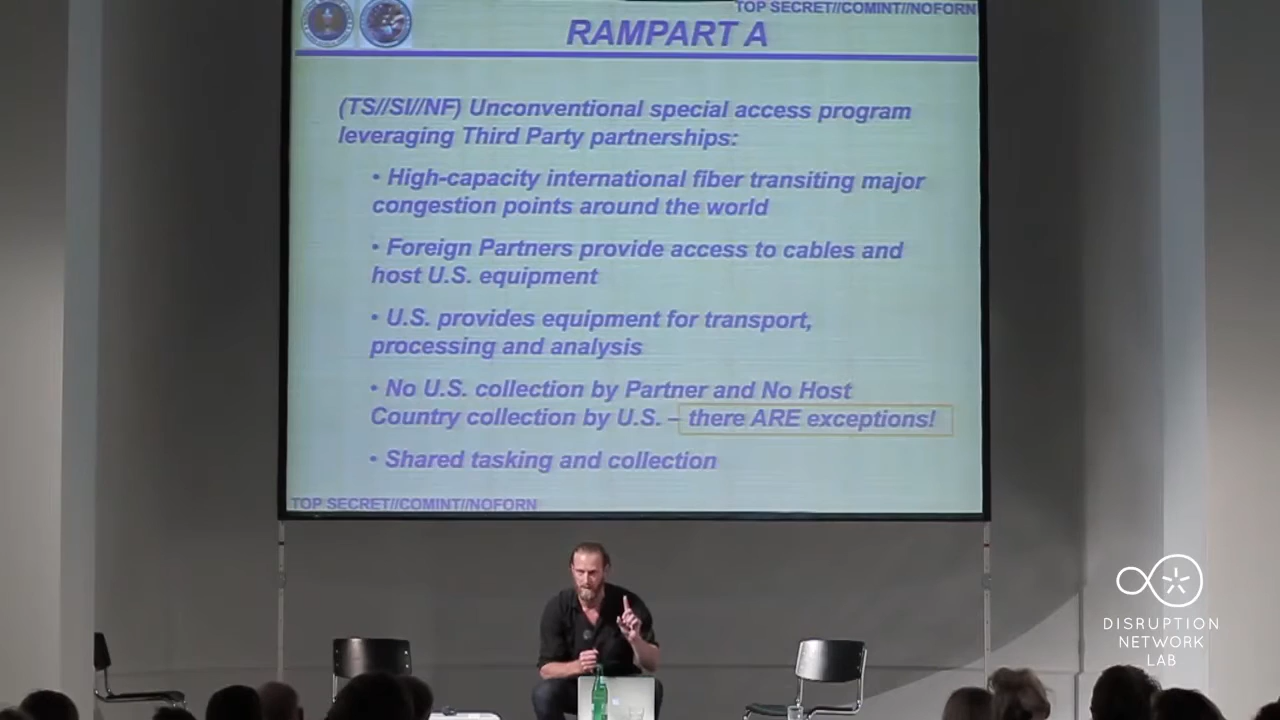 TOP SECRET//COMINT//NOFORN
RAMPART A
(TS//SI//NF) Unconventional special access program
leveraging Third Party partnerships:
• High-capacity international fiber transiting major
congestion points around the world
• Foreign Partners provide access to cables and
host U.S. equipment
• U.S. provides equipment for transport,
processing and analysis
• No U.S. collection by Partner and No Host
Country collection by U.S. – there ARE exceptions!
• Shared tasking and collection
TOP SECRET//COMINT//NOFORN
DISRUPTION
NETWORK
LAB